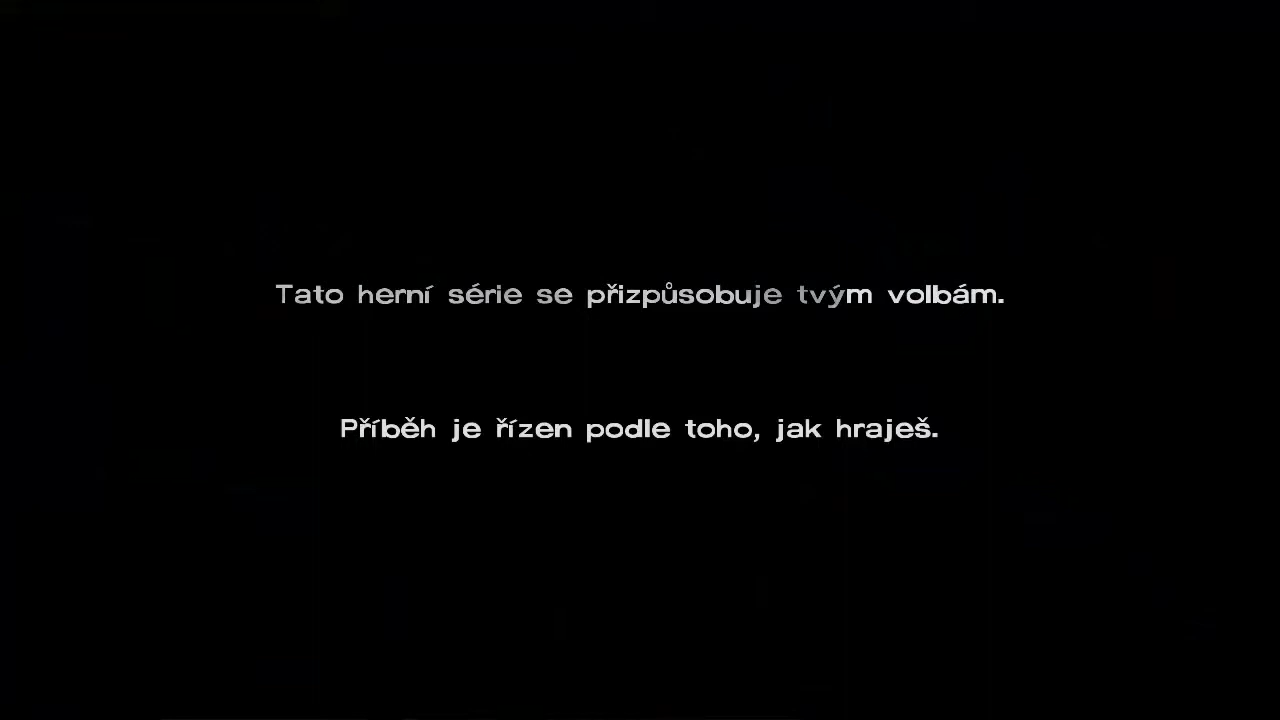 Tato herní série se přizpůsobuje tvým volbám.
Příběh je řízen podle toho, jak hraješ.